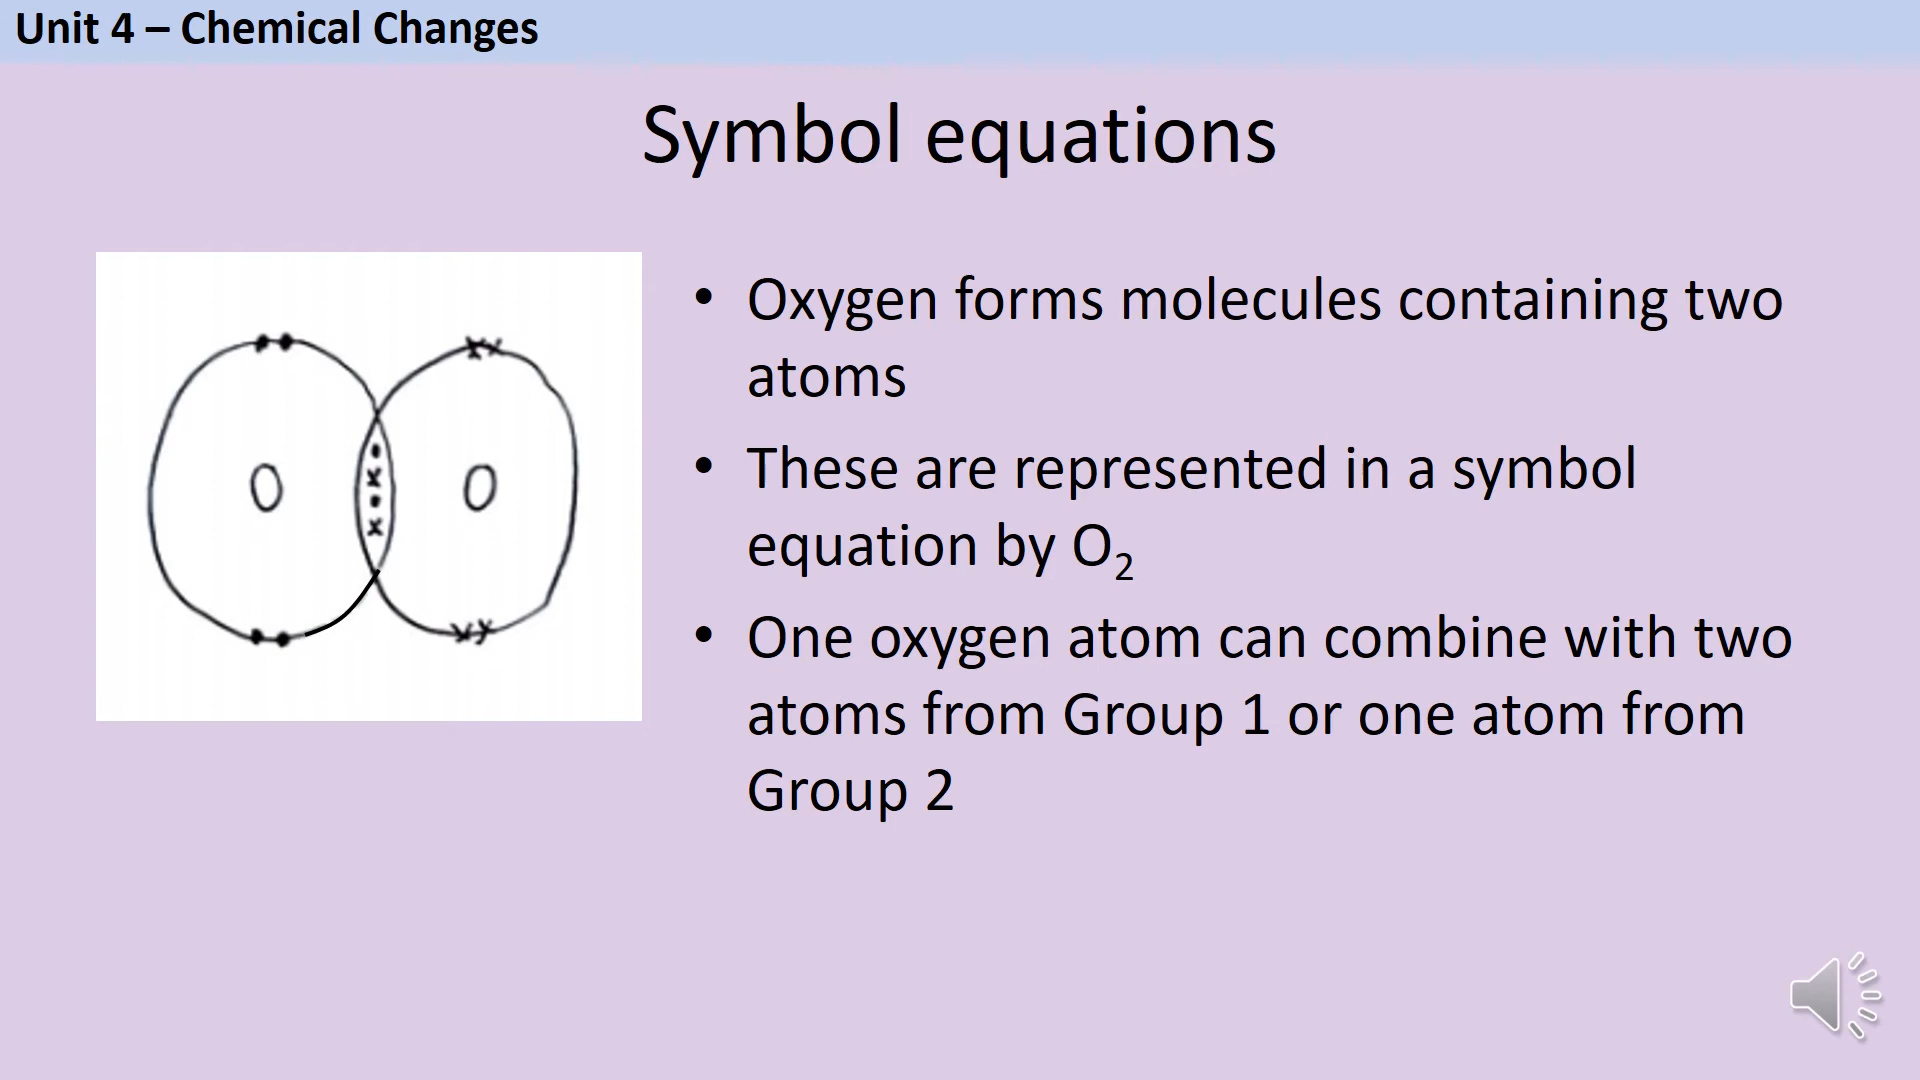 Unit 4 – Chemical Changes
Symbol equations
O
O
• Oxygen forms molecules containing two
atoms
• These are represented in a symbol
equation by O₂
• One oxygen atom can combine with two
atoms from Group 1 or one atom from
Group 2